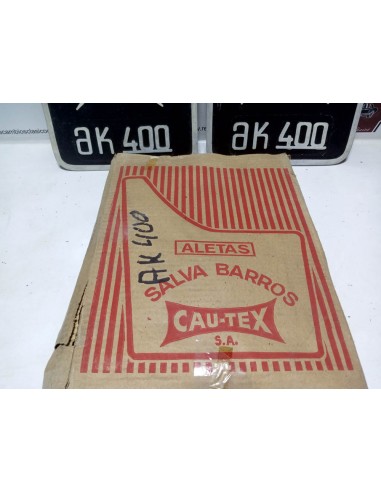 ak 400
ak 400
ALETAS
SALVA BARROS
CAU-TEX
S.A.
AK 400